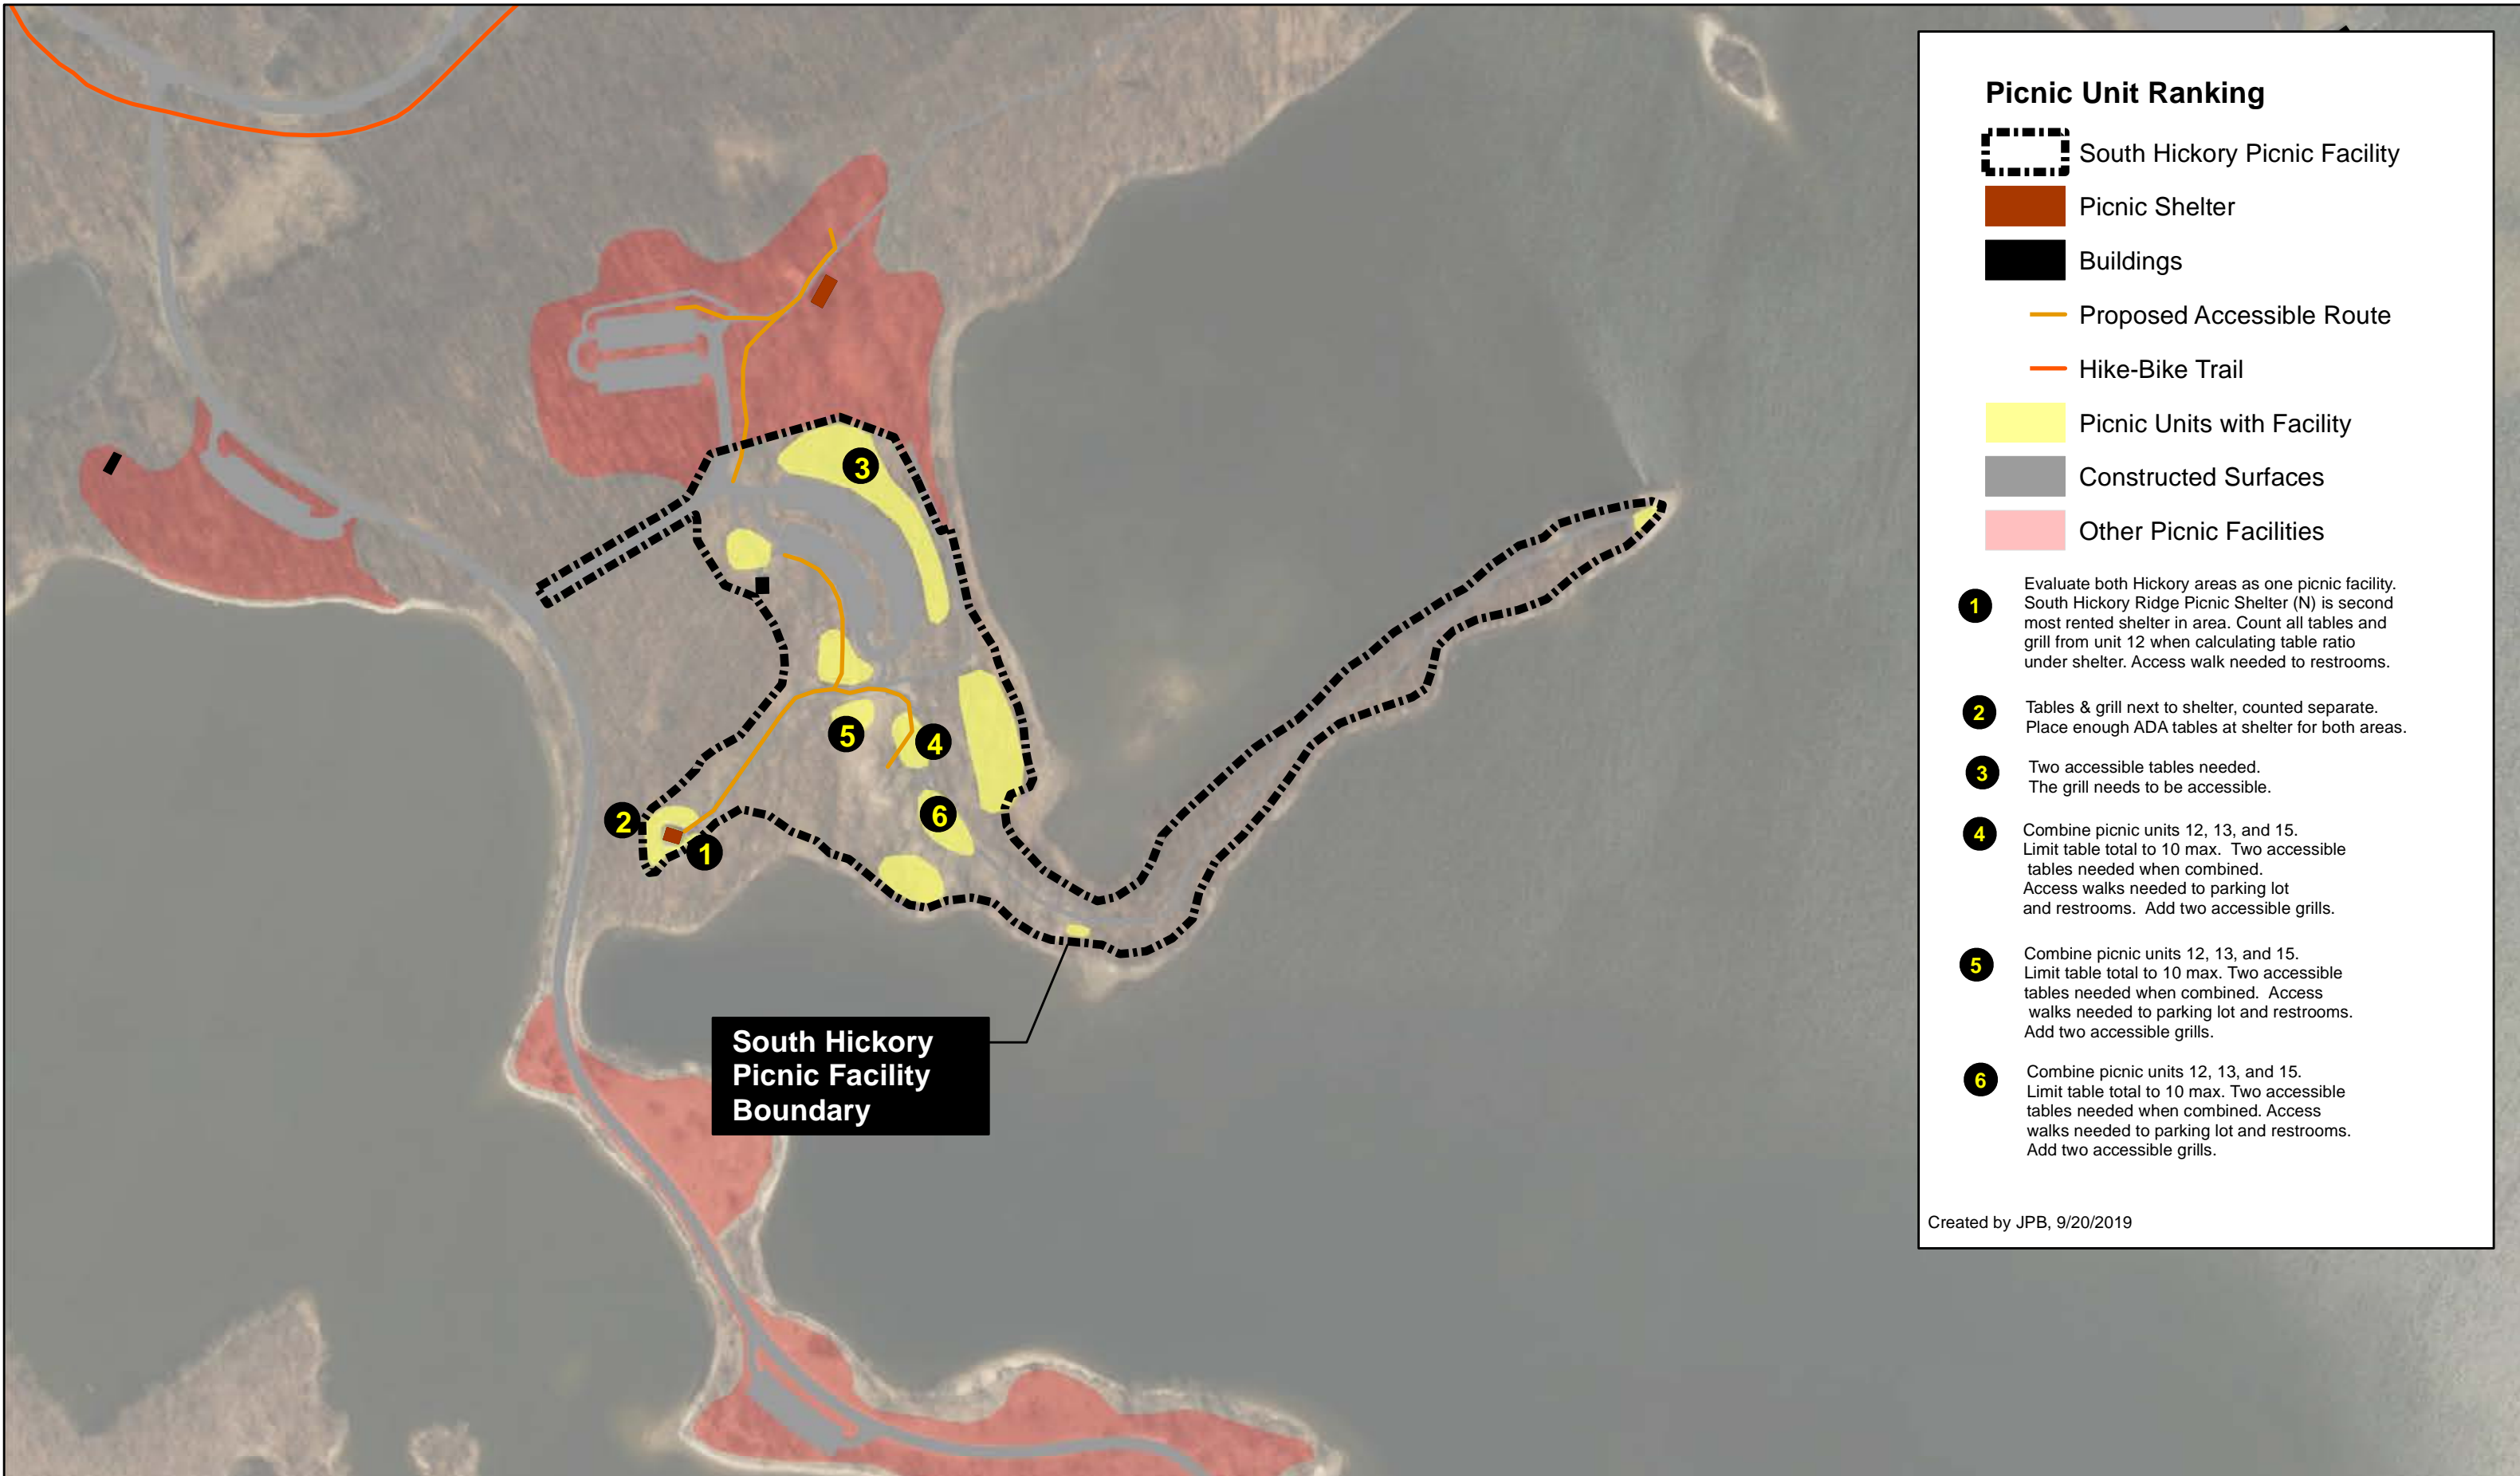 Picnic Unit Ranking
South Hickory Picnic Facility
Picnic Shelter
Buildings
Proposed Accessible Route
Hike-Bike Trail
Picnic Units with Facility
Constructed Surfaces
Other Picnic Facilities
1
Evaluate both Hickory areas as one picnic facility.
South Hickory Ridge Picnic Shelter (N) is second
most rented shelter in area. Count all tables and
grill from unit 12 when calculating table ratio
under shelter. Access walk needed to restrooms.
2
Tables & grill next to shelter, counted separate.
Place enough ADA tables at shelter for both areas.
3
Two accessible tables needed.
The grill needs to be accessible.
4
Combine picnic units 12, 13, and 15.
Limit table total to 10 max. Two accessible
tables needed when combined.
Access walks needed to parking lot
and restrooms. Add two accessible grills.
5
Combine picnic units 12, 13, and 15.
Limit table total to 10 max. Two accessible
tables needed when combined. Access
walks needed to parking lot and restrooms.
Add two accessible grills.
6
Combine picnic units 12, 13, and 15.
Limit table total to 10 max. Two accessible
tables needed when combined. Access
walks needed to parking lot and restrooms.
Add two accessible grills.
Created by JPB, 9/20/2019
3
5
4
2
6
1
South Hickory
Picnic Facility
Boundary